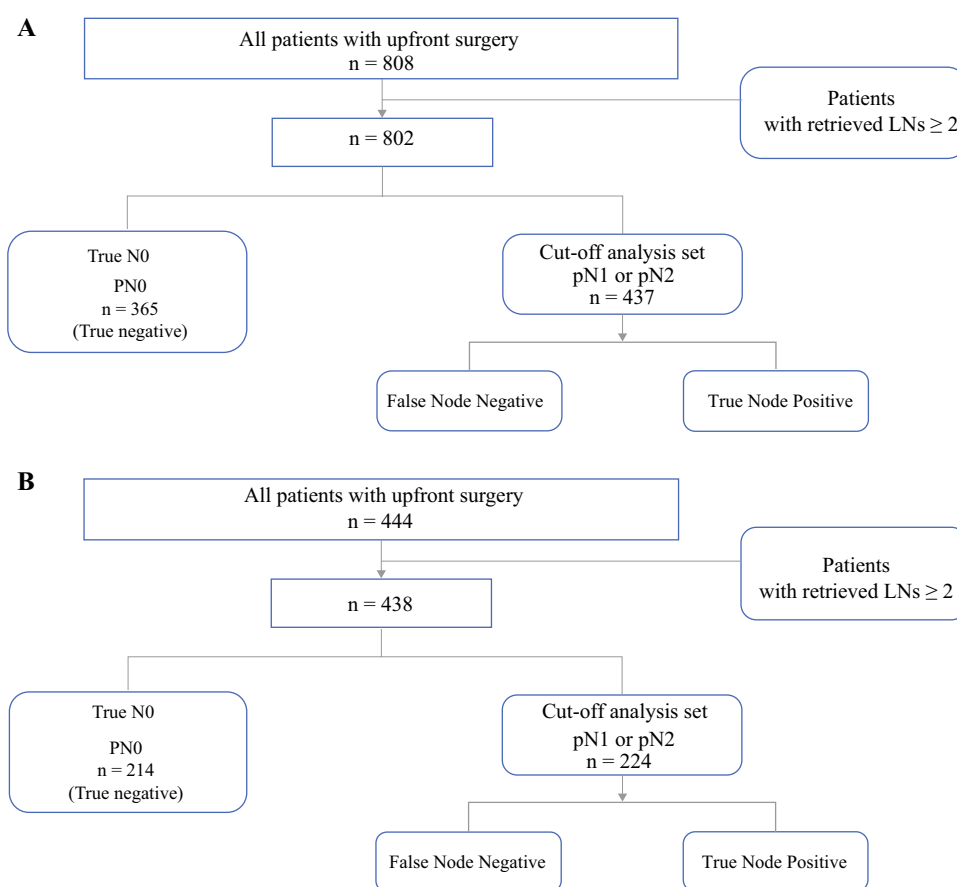 A
All patients with upfront surgery
n = 808
Patients
with retrieved LNs ≥ 2
n = 802
True N0
PN0
n = 365
(True negative)
Cut-off analysis set
pN1 or pN2
n = 437
False Node Negative
True Node Positive
B
All patients with upfront surgery
n = 444
Patients
with retrieved LNs ≥ 2
n = 438
True N0
PN0
n = 214
(True negative)
Cut-off analysis set
pN1 or pN2
n = 224
False Node Negative
True Node Positive